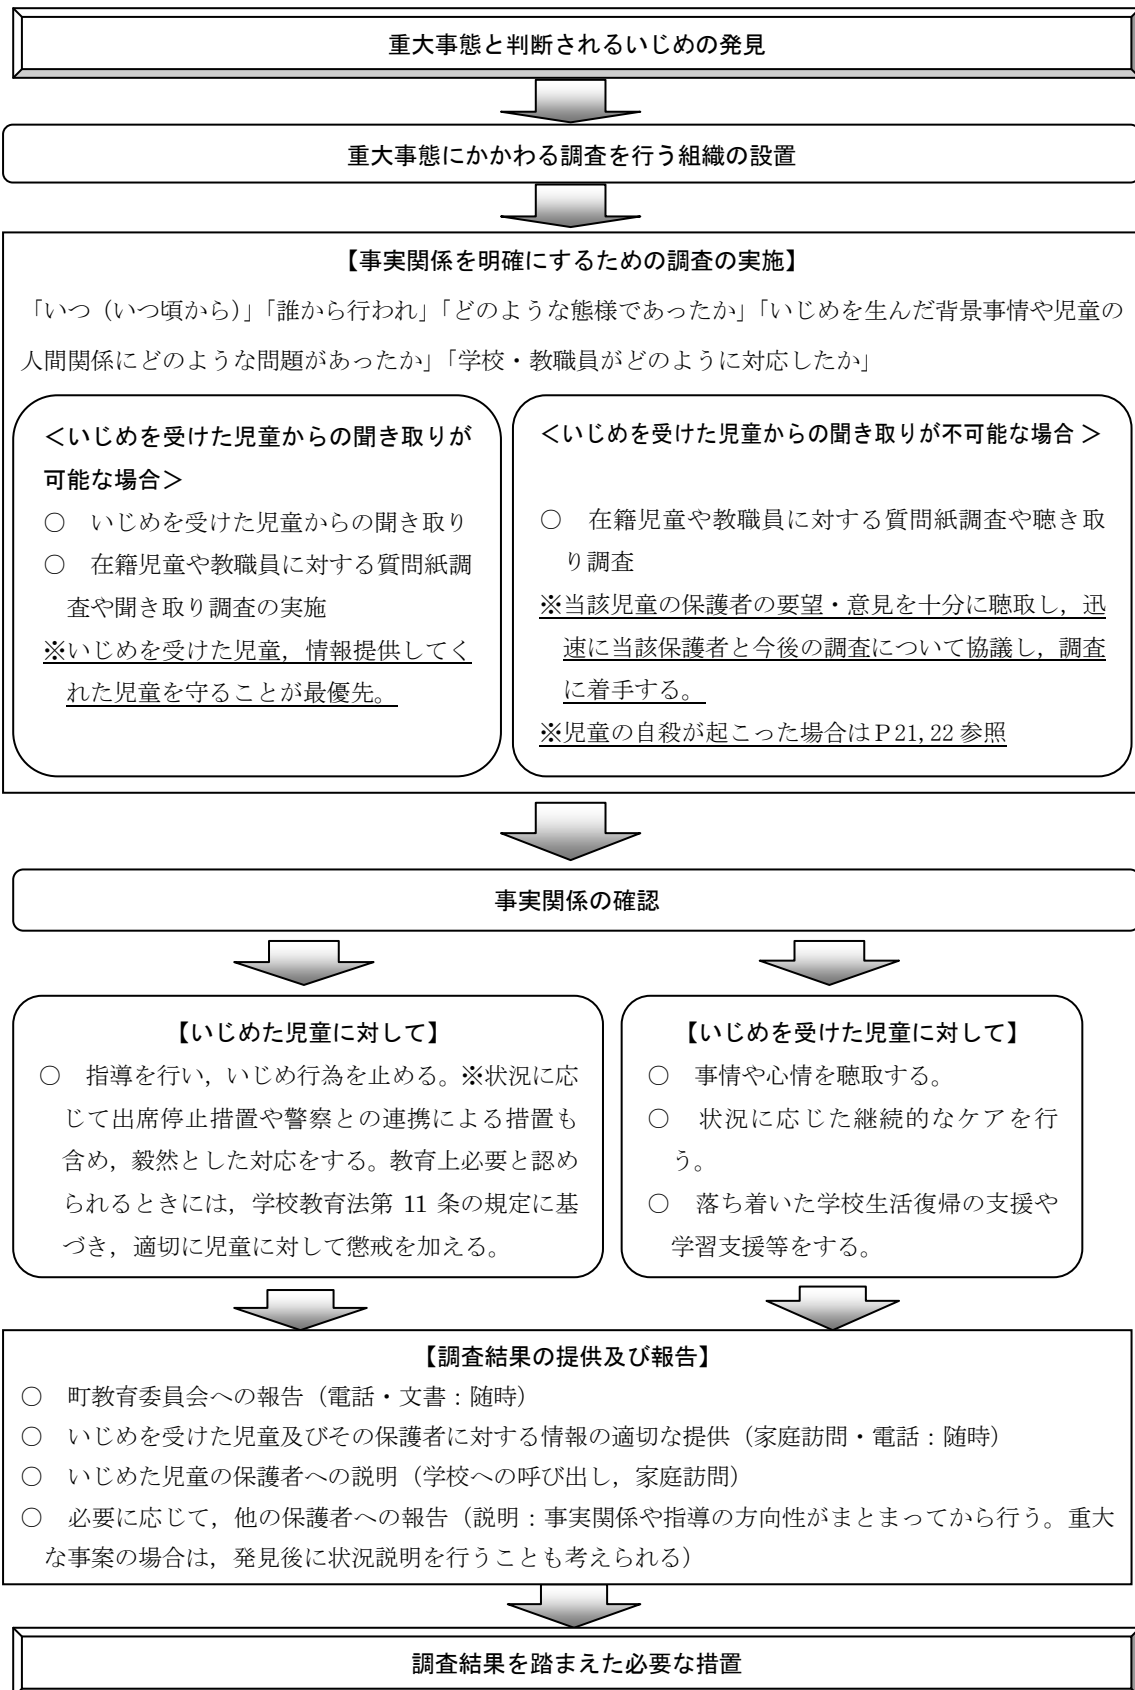 重大事態と判断されるいじめの発見
重大事態にかかわる調査を行う組織の設置
【事実関係を明確にするための調査の実施】
「いつ（いつ頃から）」「誰から行われ」「どのような態様であったか」「いじめを生んだ背景事情や児童の
人間関係にどのような問題があったか」「学校・教職員がどのように対応したか」
＜いじめを受けた児童からの聞き取りが
可能な場合＞
○　いじめを受けた児童からの聞き取り
○　在籍児童や教職員に対する質問紙調
査や聞き取り調査の実施
※いじめを受けた児童，情報提供してく
れた児童を守ることが最優先。
＜いじめを受けた児童からの聞き取りが不可能な場合 ＞
○　在籍児童や教職員に対する質問紙調査や聴き取
り調査
※当該児童の保護者の要望・意見を十分に聴取し，迅
速に当該保護者と今後の調査について協議し，調査
に着手する。
※児童の自殺が起こった場合はＰ21, 22 参照
事実関係の確認
【いじめた児童に対して】
○　指導を行い，いじめ行為を止める。※状況に応
じて出席停止措置や警察との連携による措置も
含め，毅然とした対応をする。教育上必要と認め
られるときには，学校教育法第 11 条の規定に基
づき，適切に児童に対して懲戒を加える。
【いじめを受けた児童に対して】
○　事情や心情を聴取する。
○　状況に応じた継続的なケアを行
う。
○　落ち着いた学校生活復帰の支援や
学習支援等をする。
【調査結果の提供及び報告】
○　町教育委員会への報告（電話・文書：随時）
○　いじめを受けた児童及びその保護者に対する情報の適切な提供（家庭訪問・電話：随時）
○　いじめた児童の保護者への説明（学校への呼び出し，家庭訪問）
○　必要に応じて，他の保護者への報告（説明：事実関係や指導の方向性がまとまってから行う。重大
な事案の場合は，発見後に状況説明を行うことも考えられる）
調査結果を踏まえた必要な措置